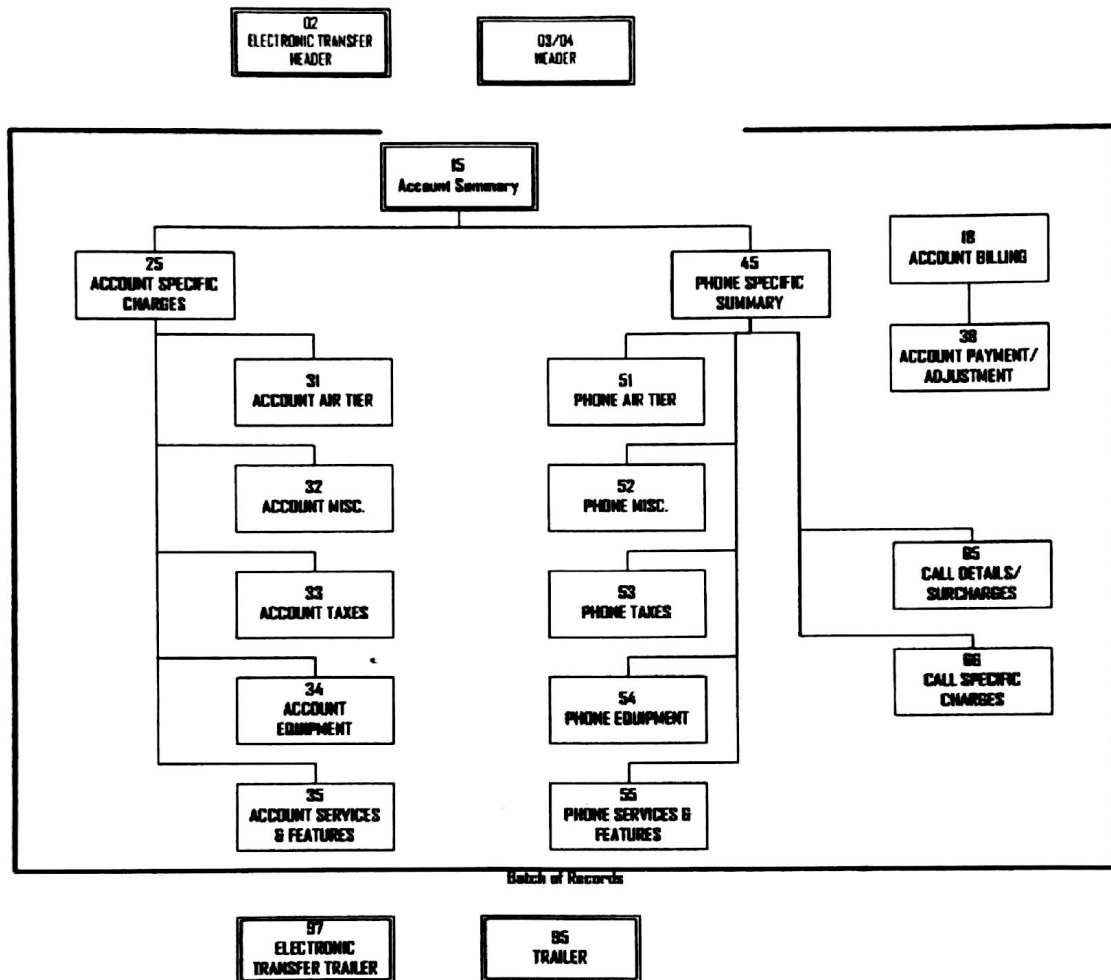 02
ELECTRONIC TRANSFER
HEADER
03/04
HEADER
15
Account Summary
25
ACCOUNT SPECIFIC
CHARGES
45
PHONE SPECIFIC
SUMMARY
18
ACCOUNT BILLING
38
ACCOUNT PAYMENT/
ADJUSTMENT
31
ACCOUNT AIR TIER
51
PHONE AIR TIER
32
ACCOUNT MISC.
52
PHONE MISC.
65
CALL DETAILS/
SURCHARGES
33
ACCOUNT TAXES
53
PHONE TAXES
66
CALL SPECIFIC
CHARGES
34
ACCOUNT
EQUIPMENT
54
PHONE EQUIPMENT
35
ACCOUNT SERVICES
& FEATURES
55
PHONE SERVICES &
FEATURES
Batch of Records
97
ELECTRONIC
TRANSFER TRAILER
95
TRAILER